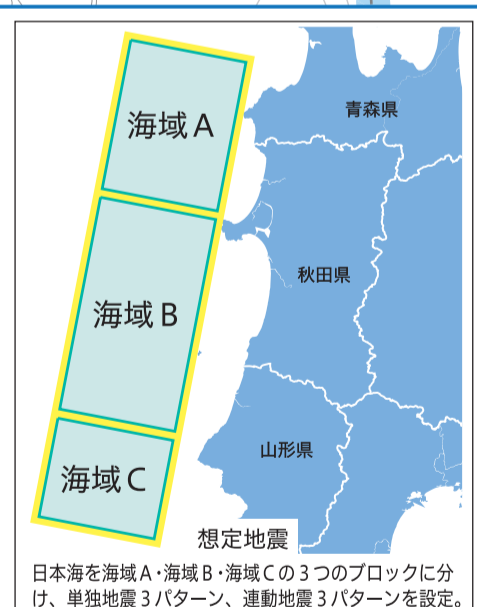 海域A
青森県
秋田県
海域B
山形県
海域C
想定地震
日本海を海域A・海域B・海域Cの3つのブロックに分
け、単独地震3パターン、連動地震3パターンを設定。